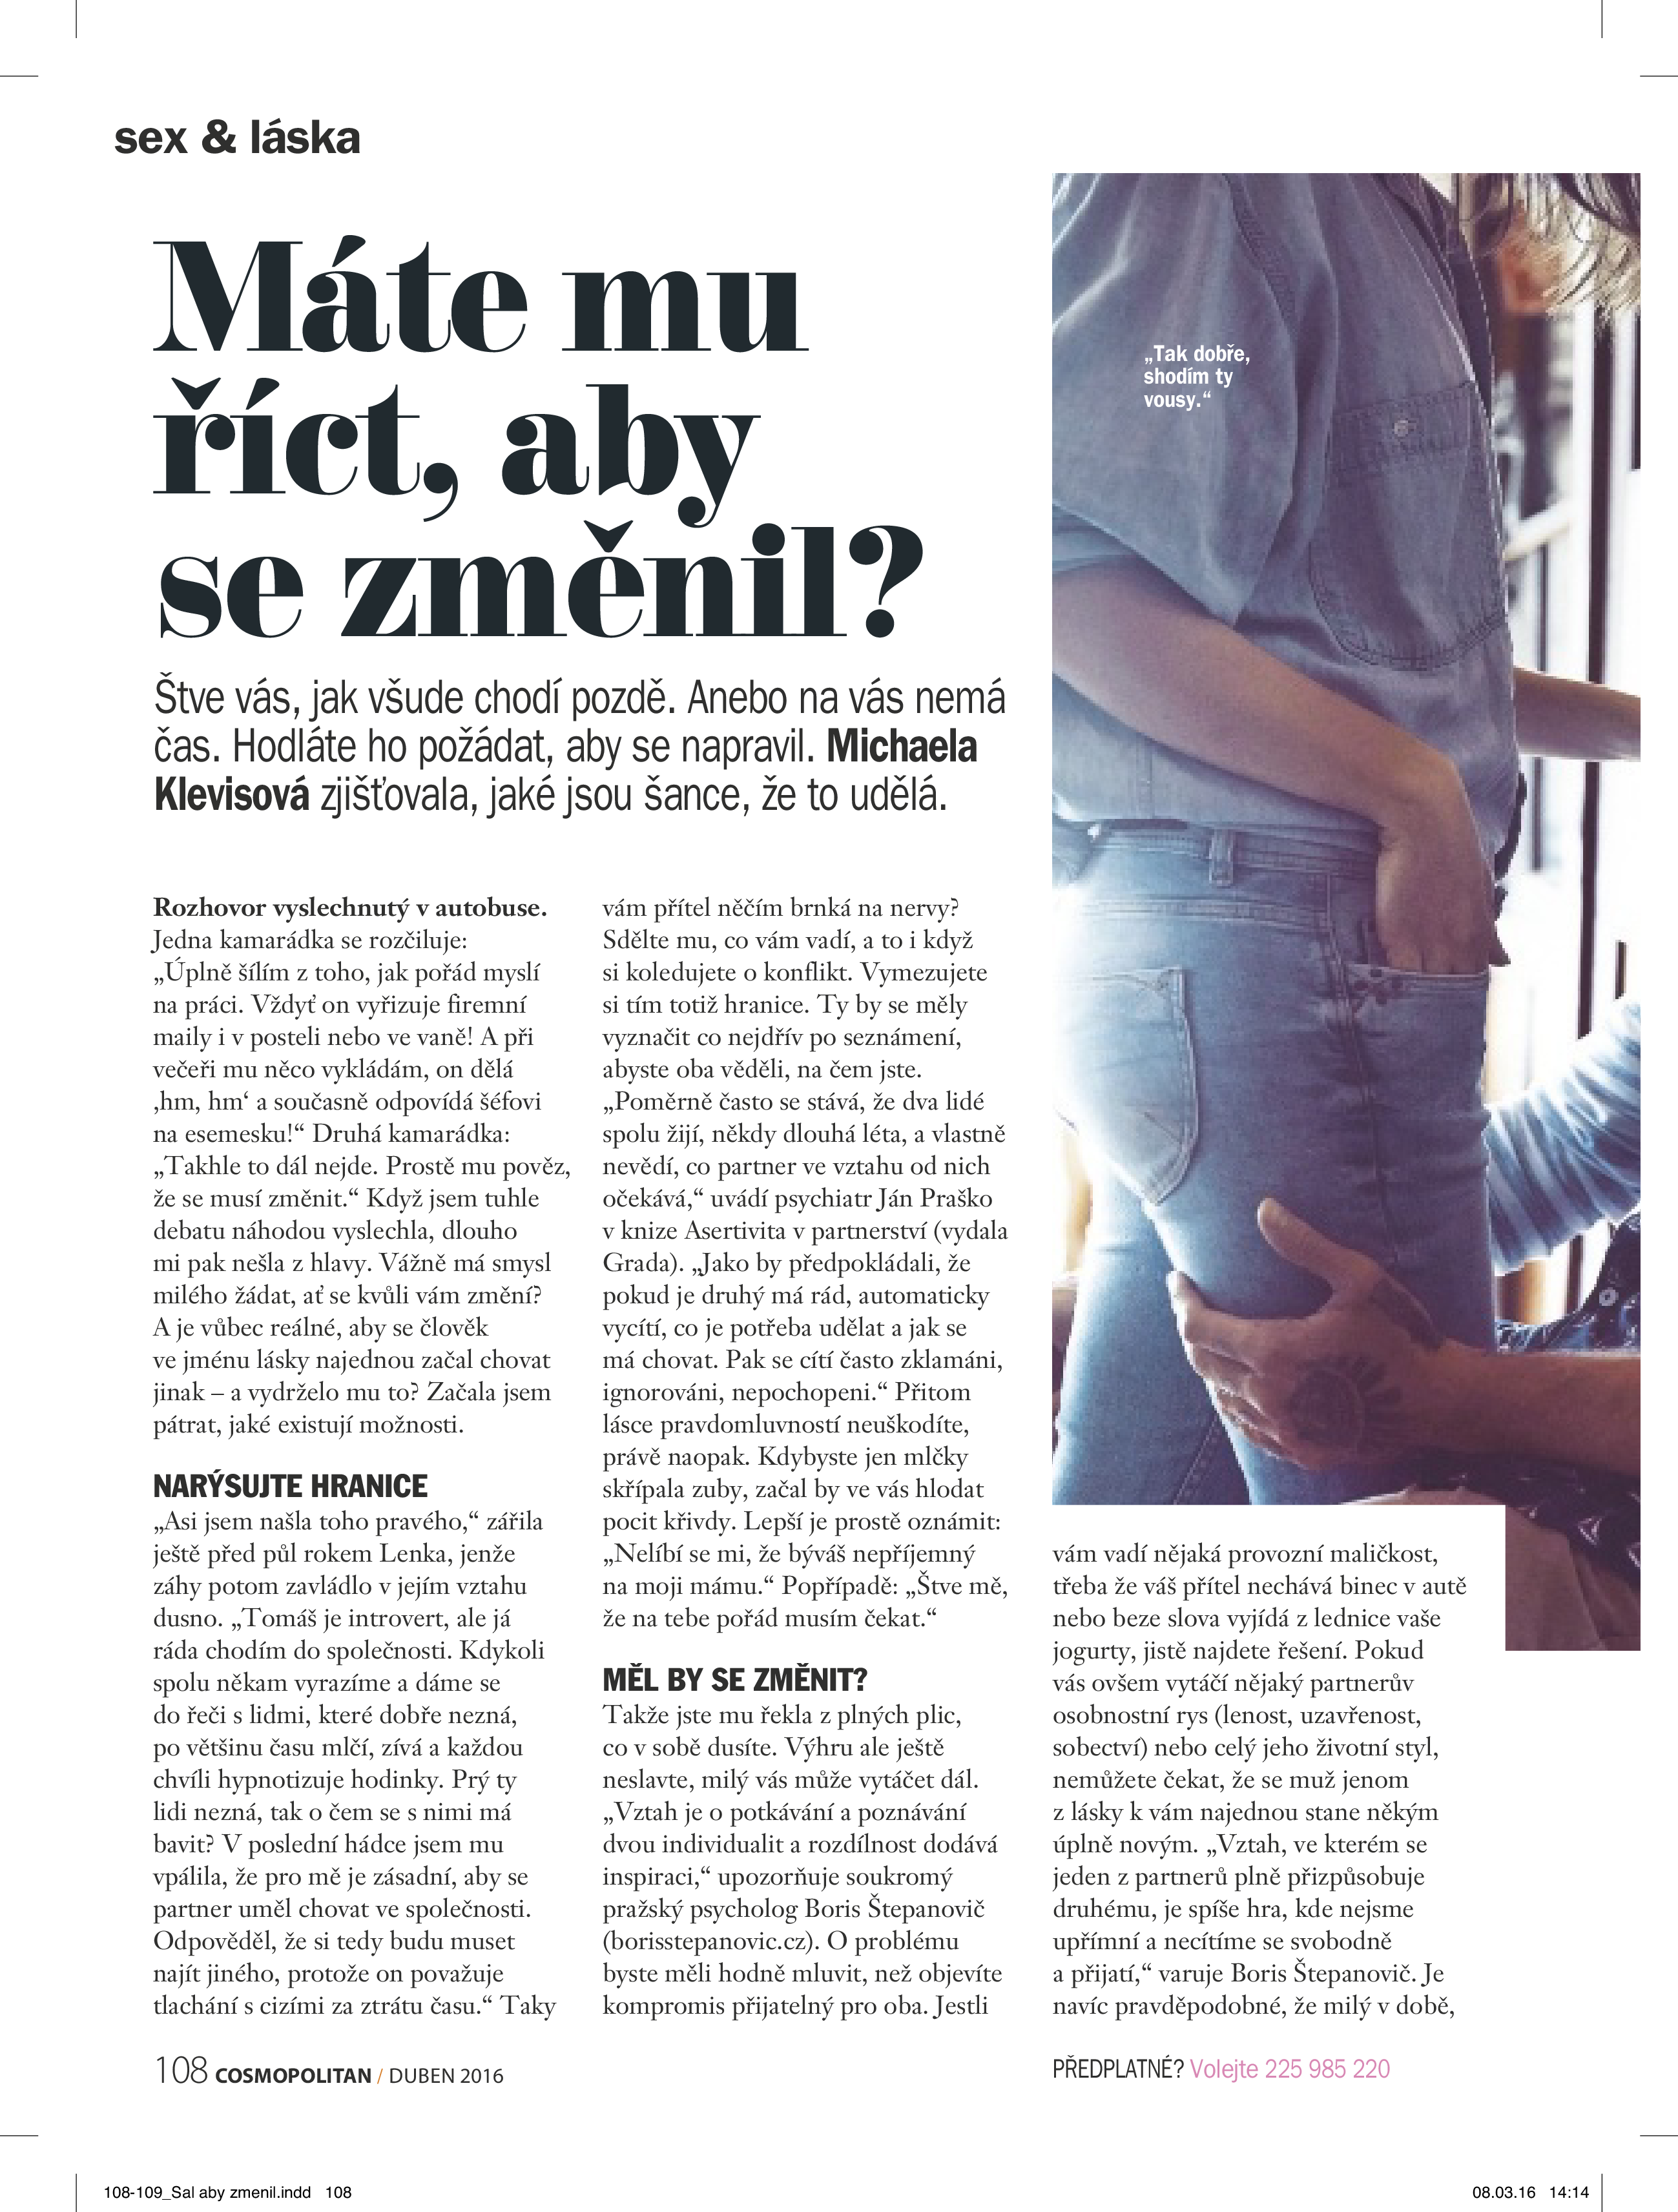 sex & láska
Máte mu
říct, aby
se změnil?
Štve vás, jak všude chodí pozdě. Anebo na vás nemá
čas. Hodláte ho požádat, aby se napravil. Michaela
Klevisová zjišťovala, jaké jsou šance, že to udělá.
„Tak dobře,
shodím ty
vousy.“
Rozhovor vyslechnutý v autobuse.
Jedna kamarádka se rozčiluje:
„Úplně šílím z toho, jak pořád myslí
na práci. Vždyť on vyřizuje firemní
maily i v posteli nebo ve vaně! A při
večeři mu něco vykládám, on dělá
‚hm, hm‘ a současně odpovídá šéfovi
na esemesku!“ Druhá kamarádka:
„Takhle to dál nejde. Prostě mu pověz,
že se musí změnit.“ Když jsem tuhle
debatu náhodou vyslechla, dlouho
mi pak nešla z hlavy. Vážně má smysl
milého žádat, ať se kvůli vám změní?
A je vůbec reálné, aby se člověk
ve jménu lásky najednou začal chovat
jinak – a vydrželo mu to? Začala jsem
pátrat, jaké existují možnosti.
NARÝSUJTE HRANICE
„Asi jsem našla toho pravého,“ zářila
ještě před půl rokem Lenka, jenže
záhy potom zavládlo v jejím vztahu
dusno. „Tomáš je introvert, ale já
ráda chodím do společnosti. Kdykoli
spolu někam vyrazíme a dáme se
do řeči s lidmi, které dobře nezná,
po většinu času mlčí, zívá a každou
chvíli hypnotizuje hodinky. Prý ty
lidi nezná, tak o čem se s nimi má
bavit? V poslední hádce jsem mu
vpálila, že pro mě je zásadní, aby se
partner uměl chovat ve společnosti.
Odpověděl, že si tedy budu muset
najít jiného, protože on považuje
tlachání s cizími za ztrátu času.“ Taky
vám přítel něčím brnká na nervy?
Sdělte mu, co vám vadí, a to i když
si koledujete o konflikt. Vymezujete
si tím totiž hranice. Ty by se měly
vyznačit co nejdřív po seznámení,
abyste oba věděli, na čem jste.
„Poměrně často se stává, že dva lidé
spolu žijí, někdy dlouhá léta, a vlastně
nevědí, co partner ve vztahu od nich
očekává,“ uvádí psychiatr Ján Praško
v knize Asertivita v partnerství (vydala
Grada). „Jako by předpokládali, že
pokud je druhý má rád, automaticky
vycítí, co je potřeba udělat a jak se
má chovat. Pak se cítí často zklamáni,
ignorováni, nepochopeni.“ Přitom
lásce pravdomluvností neuškodíte,
právě naopak. Kdybyste jen mlčky
skřípala zuby, začal by ve vás hlodat
pocit křivdy. Lepší je prostě oznámit:
„Nelíbí se mi, že býváš nepříjemný
na moji mámu.“ Popřípadě: „Štve mě,
že na tebe pořád musím čekat.“
MĚL BY SE ZMĚNIT?
Takže jste mu řekla z plných plic,
co v sobě dusíte. Výhru ale ještě
neslavte, milý vás může vytáčet dál.
„Vztah je o potkávání a poznávání
dvou individualit a rozdílnost dodává
inspiraci,“ upozorňuje soukromý
pražský psycholog Boris Štepanovič
(borisstepanovic.cz). O problému
byste měli hodně mluvit, než objevíte
kompromis přijatelný pro oba. Jestli
vám vadí nějaká provozní maličkost,
třeba že váš přítel nechává binec v autě
nebo beze slova vyjídá z lednice vaše
jogurty, jistě najdete řešení. Pokud
vás ovšem vytáčí nějaký partnerův
osobnostní rys (lenost, uzavřenost,
sobectví) nebo celý jeho životní styl,
nemůžete čekat, že se muž jenom
z lásky k vám najednou stane někým
úplně novým. „Vztah, ve kterém se
jeden z partnerů plně přizpůsobuje
druhému, je spíše hra, kde nejsme
upřímní a necítíme se svobodně
a přijatí,“ varuje Boris Štepanovič. Je
navíc pravděpodobné, že milý v době,
108 COSMOPOLITAN / DUBEN 2016
PŘEDPLATNÉ? Volejte 225 985 220
108-109_Sal aby zmenil.indd 108
08.03.16 14:14